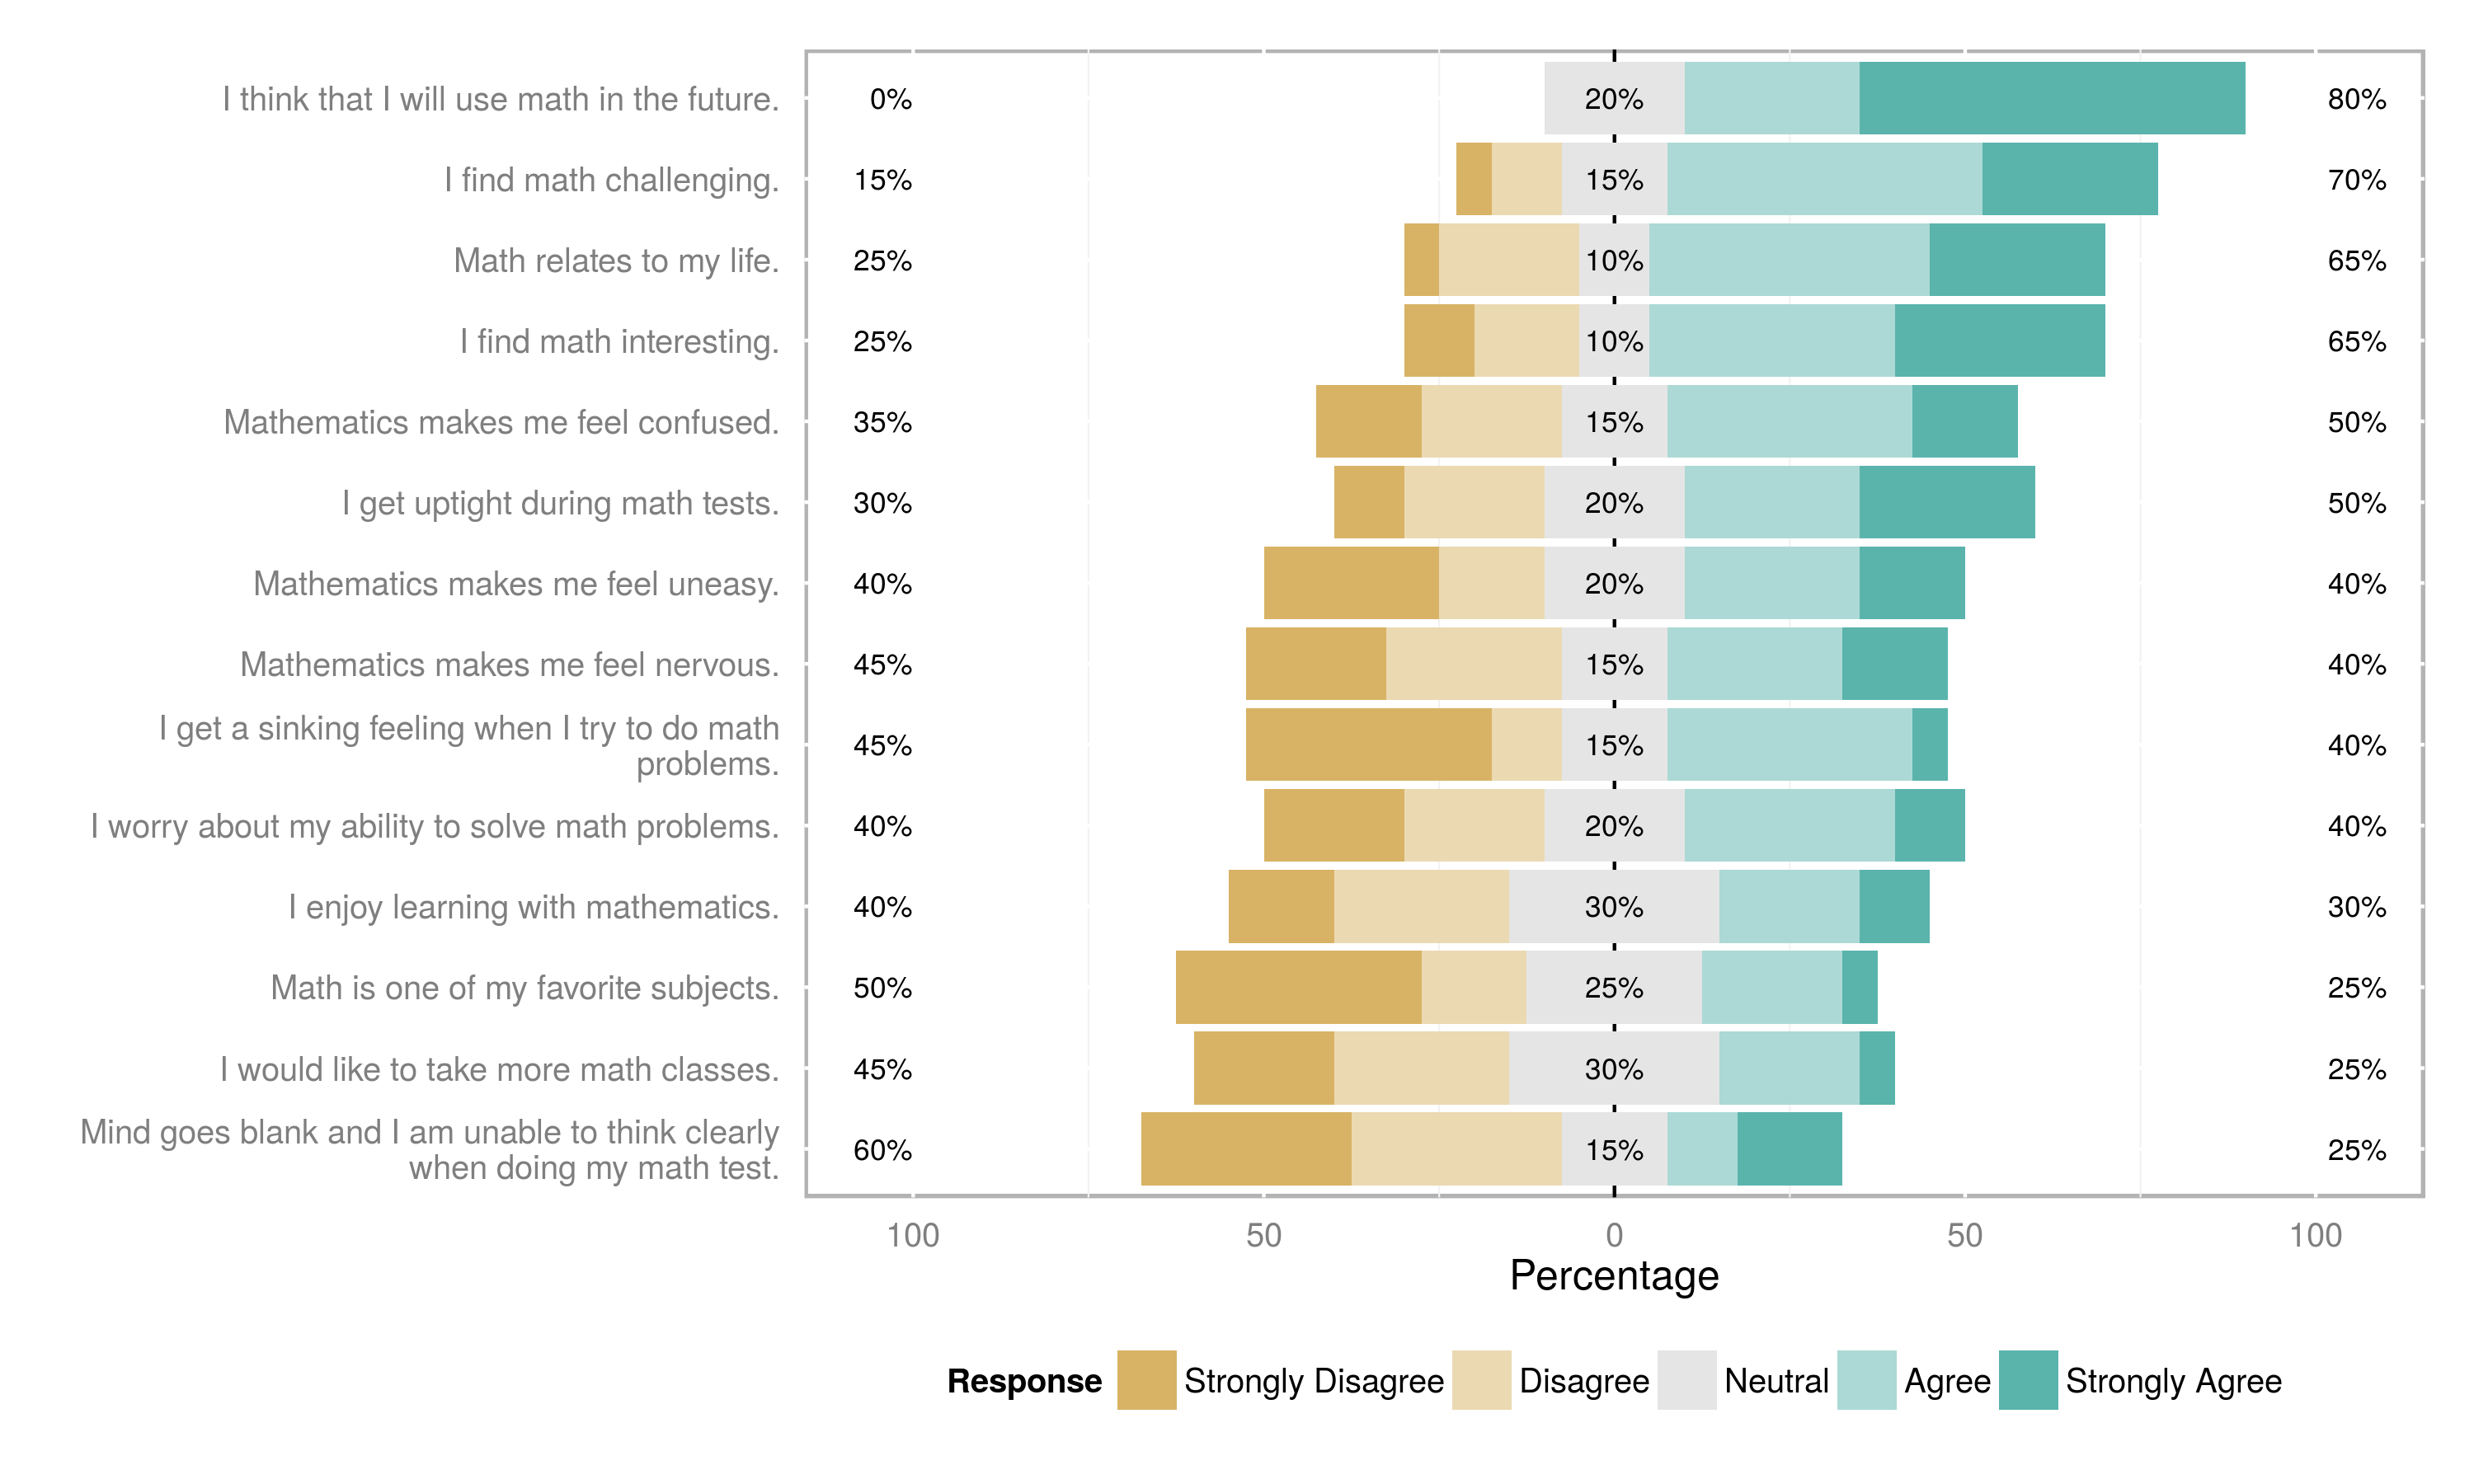 I think that I will use math in the future. 0% 20% 80%
I find math challenging. 15% 15% 70%
Math relates to my life. 25% 10% 65%
I find math interesting. 25% 10% 65%
Mathematics makes me feel confused. 35% 15% 50%
I get uptight during math tests. 30% 20% 50%
Mathematics makes me feel uneasy. 40% 20% 40%
Mathematics makes me feel nervous. 45% 15% 40%
I get a sinking feeling when I try to do math
problems. 45% 15% 40%
I worry about my ability to solve math problems. 40% 20% 40%
I enjoy learning with mathematics. 40% 30% 30%
Math is one of my favorite subjects. 50% 25% 25%
I would like to take more math classes. 45% 30% 25%
Mind goes blank and I am unable to think clearly
when doing my math test. 60% 15% 25%
100 50 0 50 100
Percentage
Response Strongly Disagree Disagree Neutral Agree Strongly Agree